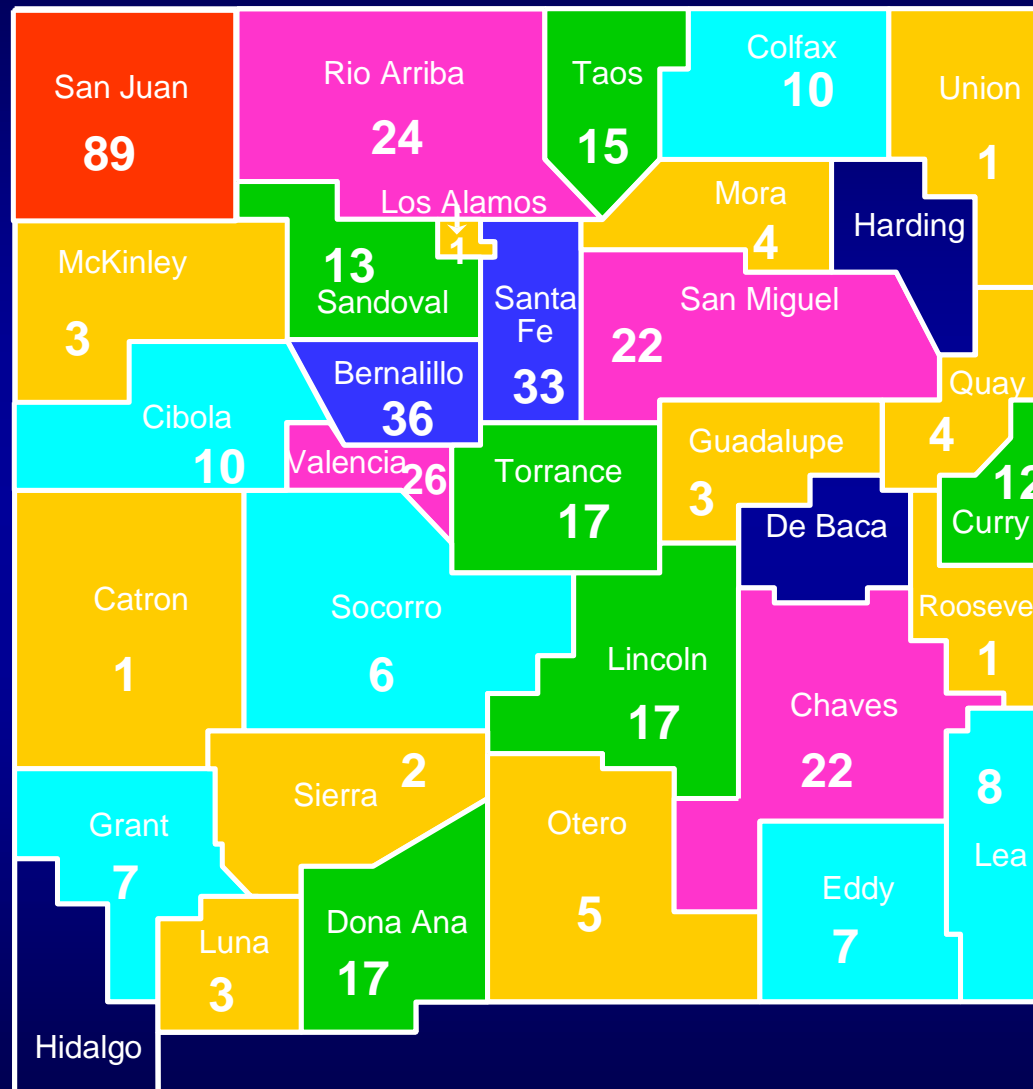 San Juan
89
Rio Arriba
24
Taos
15
Colfax
10
Union
1
Los Alamos
1
Mora
4
Harding
McKinley
3
13
Sandoval
Santa
Fe
33
San Miguel
22
Bernalillo
36
Quay
4
Cibola
10
Valencia
26
Torrance
17
Guadalupe
3
12
Curry
De Baca
Catron
1
Socorro
6
Lincoln
17
Chaves
22
Rooseve
1
Sierra
2
8
Lea
Grant
7
Otero
5
Eddy
7
Luna
3
Dona Ana
17
Hidalgo